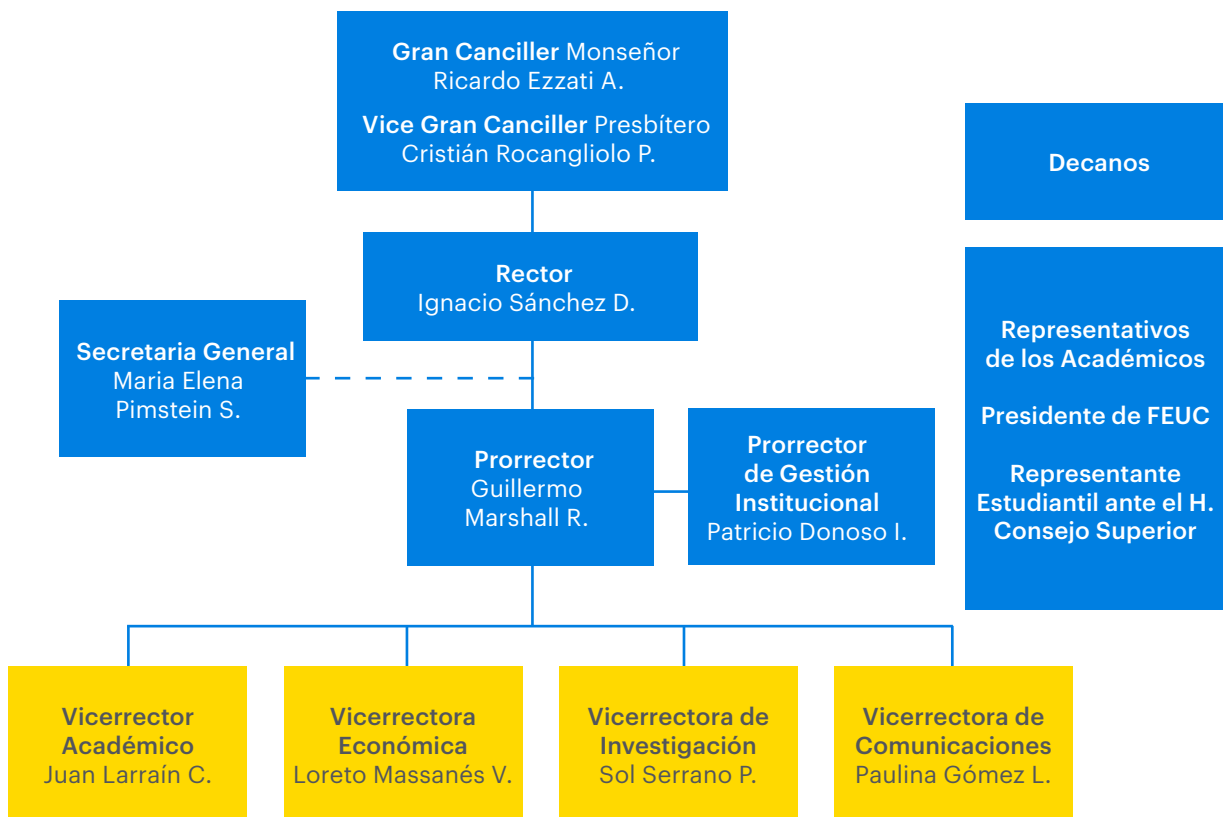 Gran Canciller Monseñor
Ricardo Ezzati A.
Vice Gran Canciller Presbítero
Cristián Rocangliolo P.
Decanos
Rector
Ignacio Sánchez D.
Secretaria General
Maria Elena
Pimstein S.
Representativos
de los Académicos
Presidente de FEUC
Representante
Estudiantil ante el H.
Consejo Superior
Prorrector
Guillermo
Marshall R.
Prorrector
de Gestión
Institucional
Patricio Donoso I.
Vicerrector
Académico
Juan Larraín C.
Vicerrectora
Económica
Loreto Massanés V.
Vicerrectora de
Investigación
Sol Serrano P.
Vicerrectora de
Comunicaciones
Paulina Gómez L.